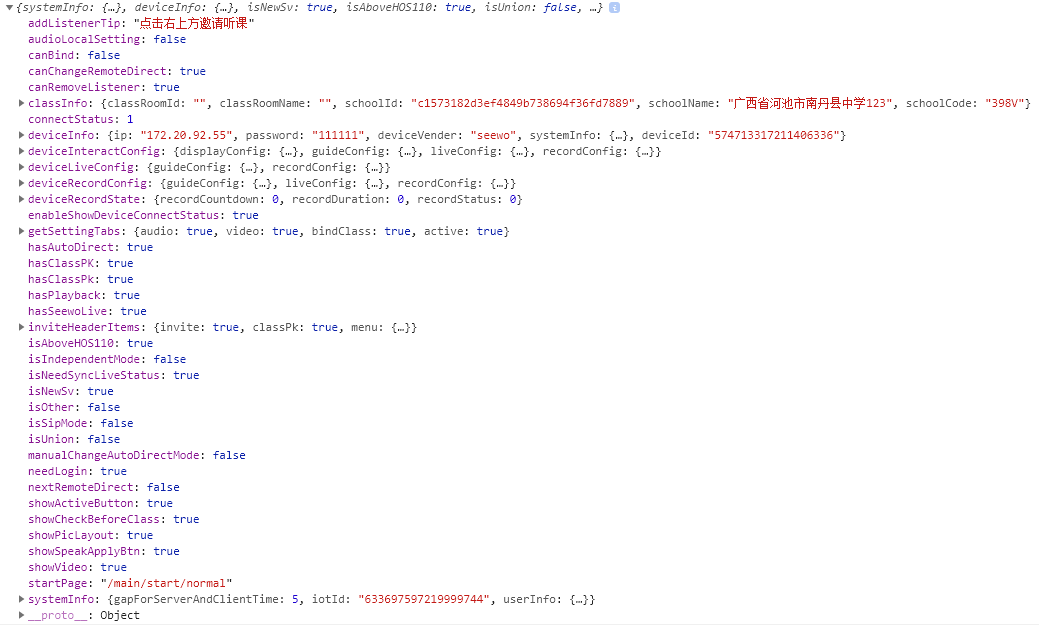 {systemInfo: {…}, deviceInfo: {…}, isNewSv: true, isAboveHOS110: true, isUnion: false, …}
addListenerTip: "点击右上方邀请听课"
audioLocalSetting: false
canBind: false
canChangeRemoteDirect: true
canRemoveListener: true
classInfo: {classRoomId: "", classRoomName: "", schoolId: "c1573182d3ef4849b738694f36fd7889", schoolName: "广西省河池市南丹县中学123", schoolCode: "398V"}
connectStatus: 1
deviceInfo: {ip: "172.20.92.55", password: "111111", deviceVender: "seewo", systemInfo: {…}, deviceId: "574713317211406336"}
deviceInteractConfig: {displayConfig: {…}, guideConfig: {…}, liveConfig: {…}, recordConfig: {…}}
deviceLiveConfig: {guideConfig: {…}, recordConfig: {…}}
deviceRecordConfig: {guideConfig: {…}, liveConfig: {…}, recordConfig: {…}}
deviceRecordState: {recordCountdown: 0, recordDuration: 0, recordStatus: 0}
enableShowDeviceConnectStatus: true
getSettingTabs: {audio: true, video: true, bindClass: true, active: true}
hasAutoDirect: true
hasClassPK: true
hasClassPk: true
hasPlayback: true
hasSeewoLive: true
inviteHeaderItems: {invite: true, classPk: true, menu: {…}}
isAboveHOS110: true
isIndependentMode: false
isNeedSyncLiveStatus: true
isNewSv: true
isOther: false
isSipMode: false
isUnion: false
manualChangeAutoDirectMode: false
needLogin: true
nextRemoteDirect: false
showActiveButton: true
showCheckBeforeClass: true
showPicLayout: true
showSpeakApplyBtn: true
showVideo: true
startPage: "/main/start/normal"
systemInfo: {gapForServerAndClientTime: 5, iotId: "633697597219999744", userInfo: {…}}
__proto__: Object